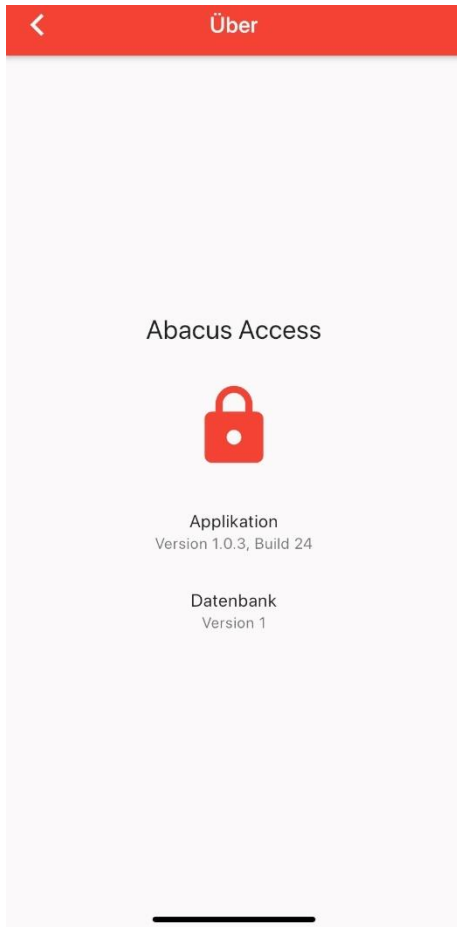 Über
Abacus Access
Applikation
Version 1.0.3, Build 24
Datenbank
Version 1